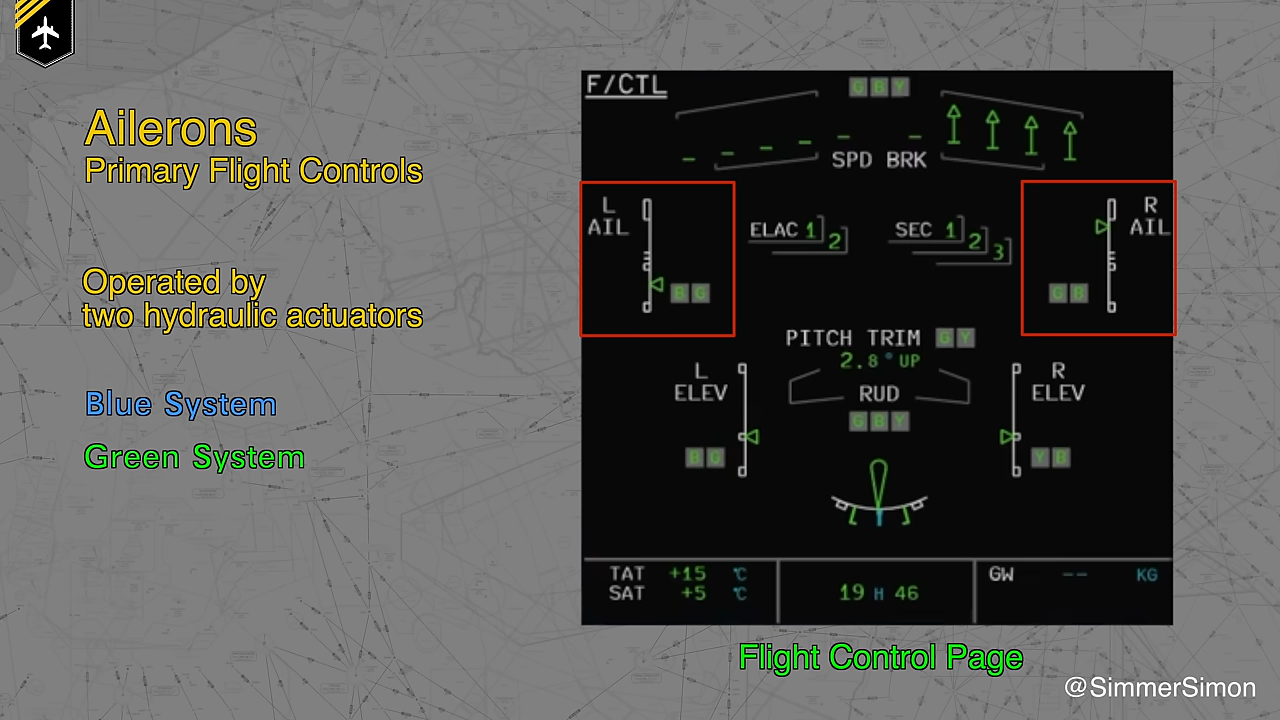 Ailerons
Primary Flight Controls
Operated by
two hydraulic actuators
Blue System
Green System
F/CTL
G B Y
SPD BRK
L
AIL
B G
ELAC 1 2
SEC 1 2 3
R
AIL
G B
PITCH TRIM G Y
2.8° UP
L
ELEV
B G
RUD
G B Y
R
ELEV
Y B
TAT +15 °C
SAT +5 °C
19 H 46
GW -- KG
Flight Control Page
@SimmerSimon